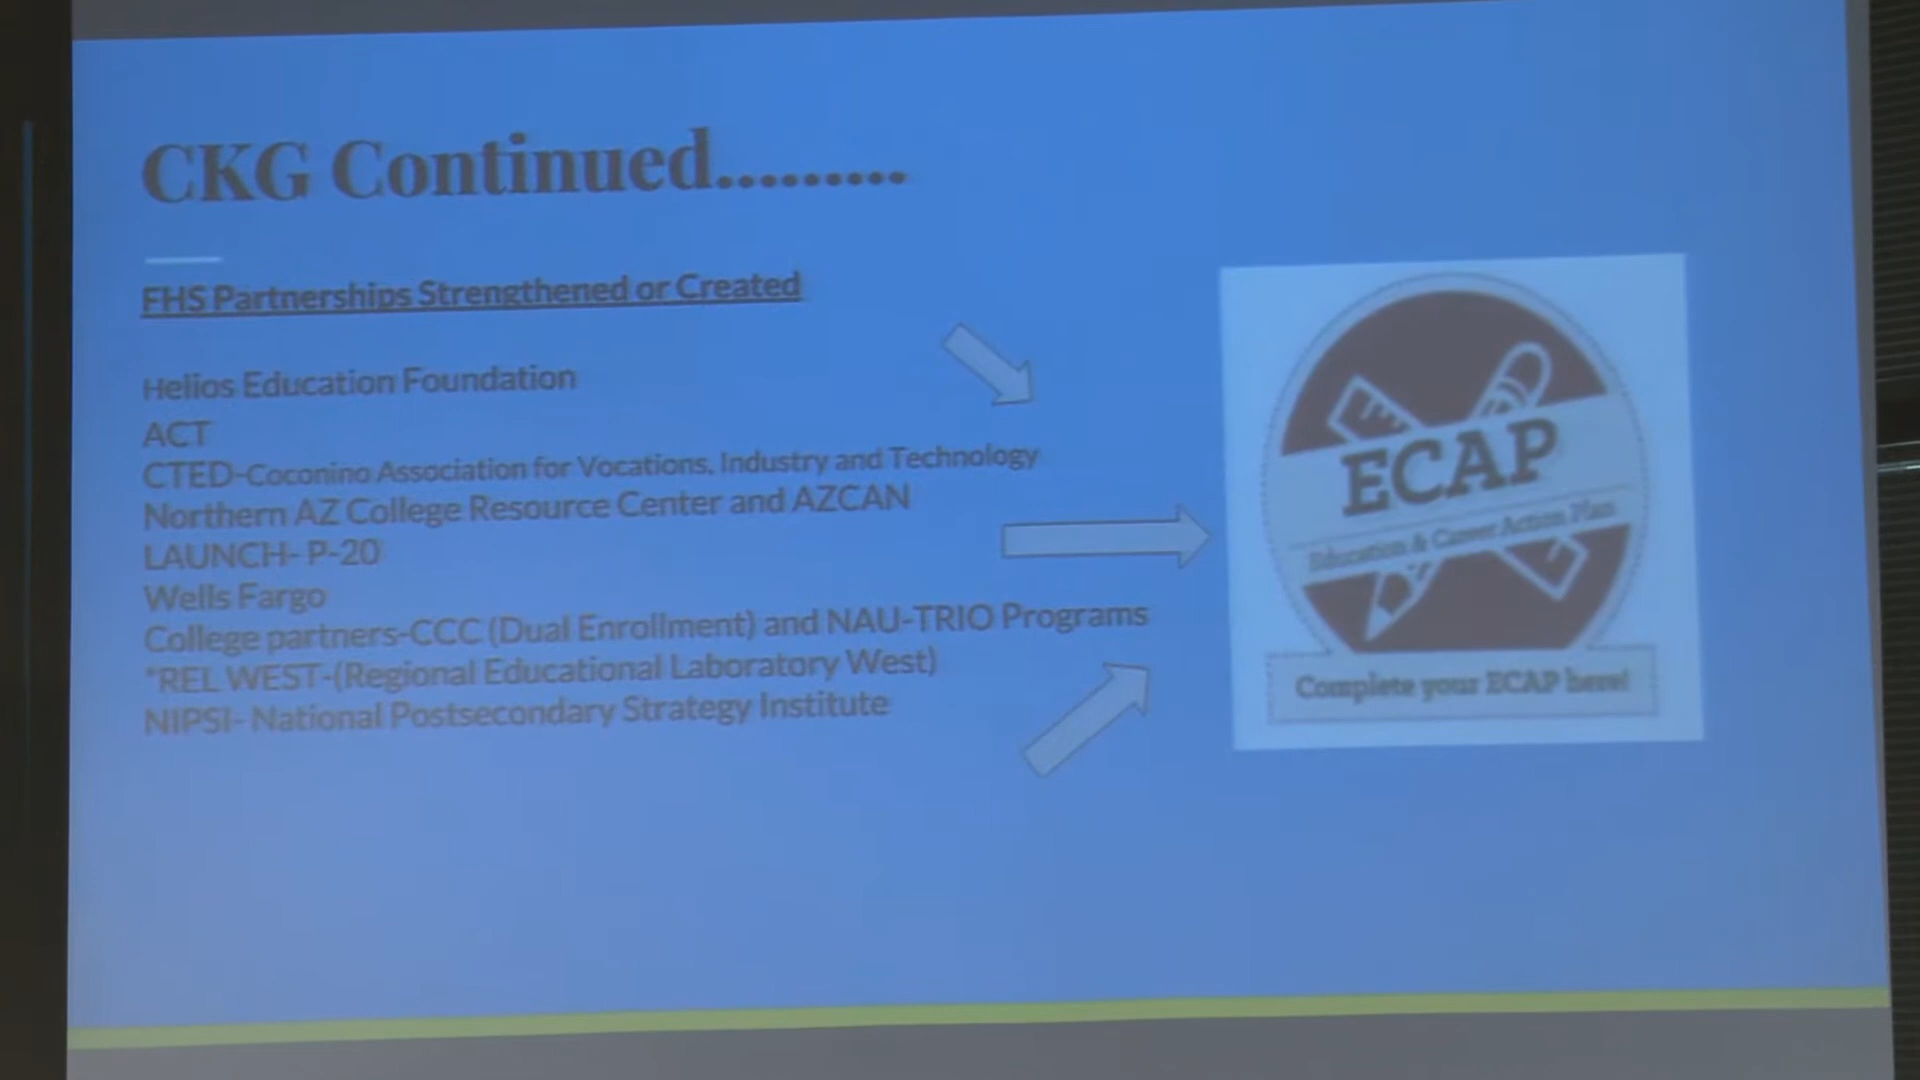 CKG Continued.........
FHS Partnerships Strengthened or Created
Helios Education Foundation
ACT
CTED-Coconino Association for Vocations, Industry and Technology
Northern AZ College Resource Center and AZCAN
LAUNCH- P-20
Wells Fargo
College partners-CCC (Dual Enrollment) and NAU-TRIO Programs
*REL WEST-(Regional Educational Laboratory West)
NIPSI- National Postsecondary Strategy Institute
ECAP
Education & Career Action Plan
Complete your ECAP here!